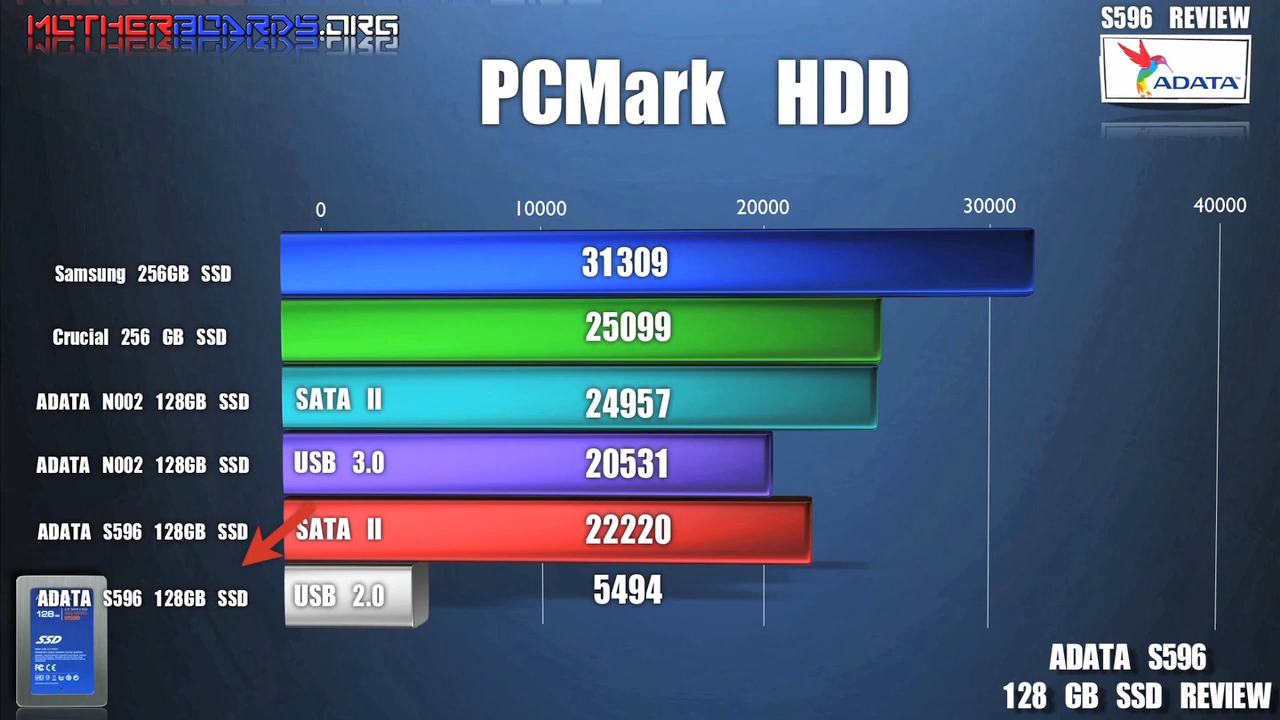 MOTHERBOARDS.ORG
S596 REVIEW
ADATA
PCMark HDD
0 10000 20000 30000 40000
Samsung 256GB SSD 31309
Crucial 256 GB SSD 25099
ADATA N002 128GB SSD SATA II 24957
ADATA N002 128GB SSD USB 3.0 20531
ADATA S596 128GB SSD SATA II 22220
ADATA S596 128GB SSD USB 2.0 5494
128GB
SSD
FC CE
ADATA S596
128 GB SSD REVIEW